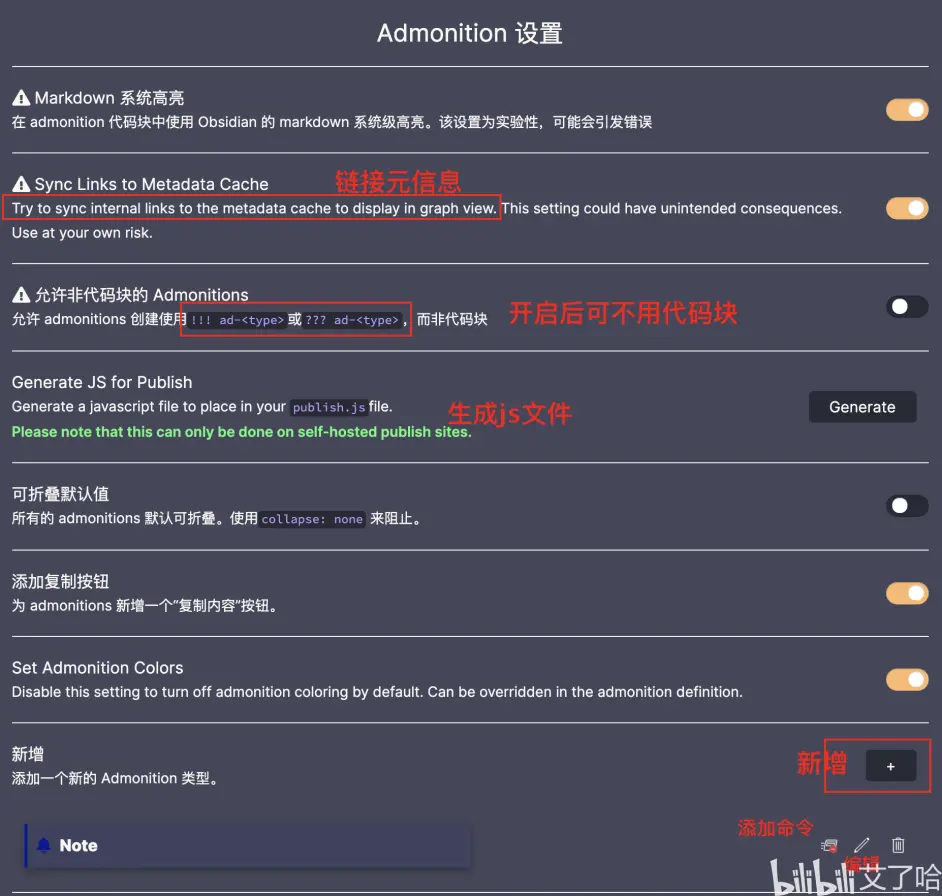 Admonition 设置
Markdown 系统高亮
在 admonition 代码块中使用 Obsidian 的 markdown 系统级高亮。该设置为实验性，可能会引发错误
Sync Links to Metadata Cache
链接元信息
Try to sync internal links to the metadata cache to display in graph view. This setting could have unintended consequences.
Use at your own risk.
允许非代码块的 Admonitions
允许 admonitions 创建使用 !!! ad-<type> 或 ??? ad-<type> ，而非代码块
开启后可不用代码块
Generate JS for Publish
Generate a javascript file to place in your publish.js file.
生成js文件
Generate
Please note that this can only be done on self-hosted publish sites.
可折叠默认值
所有的 admonitions 默认可折叠。使用 collapse: none 来阻止。
添加复制按钮
为 admonitions 新增一个“复制内容”按钮。
Set Admonition Colors
Disable this setting to turn off admonition coloring by default. Can be overridden in the admonition definition.
新增
添加一个新的 Admonition 类型。
新增
+
添加命令
Note
编辑
bilibili 艾了哈